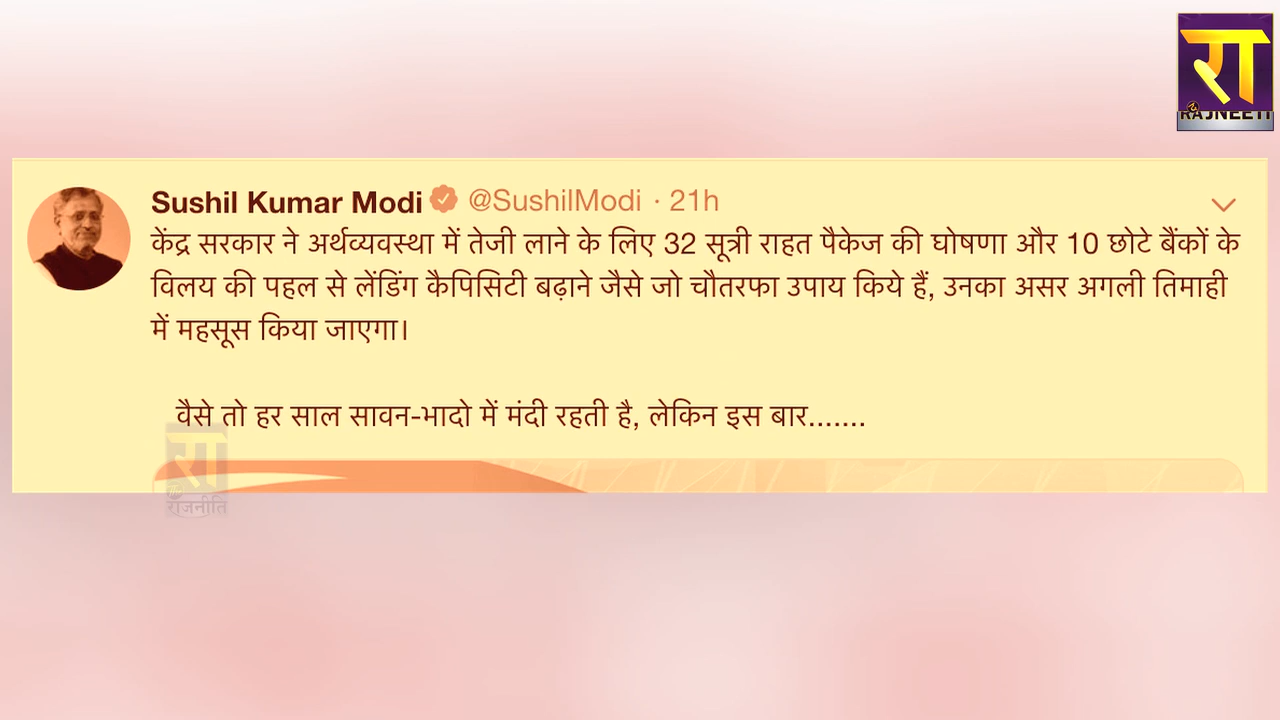 रा
RAJNEETI
Sushil Kumar Modi @SushilModi · 21h
केंद्र सरकार ने अर्थव्यवस्था में तेजी लाने के लिए 32 सूत्री राहत पैकेज की घोषणा और 10 छोटे बैंकों के
विलय की पहल से लेंडिंग कैपिसिटी बढ़ाने जैसे जो चौतरफा उपाय किये हैं, उनका असर अगली तिमाही
में महसूस किया जाएगा।
वैसे तो हर साल सावन-भादो में मंदी रहती है, लेकिन इस बार.......
रा
राजनीति